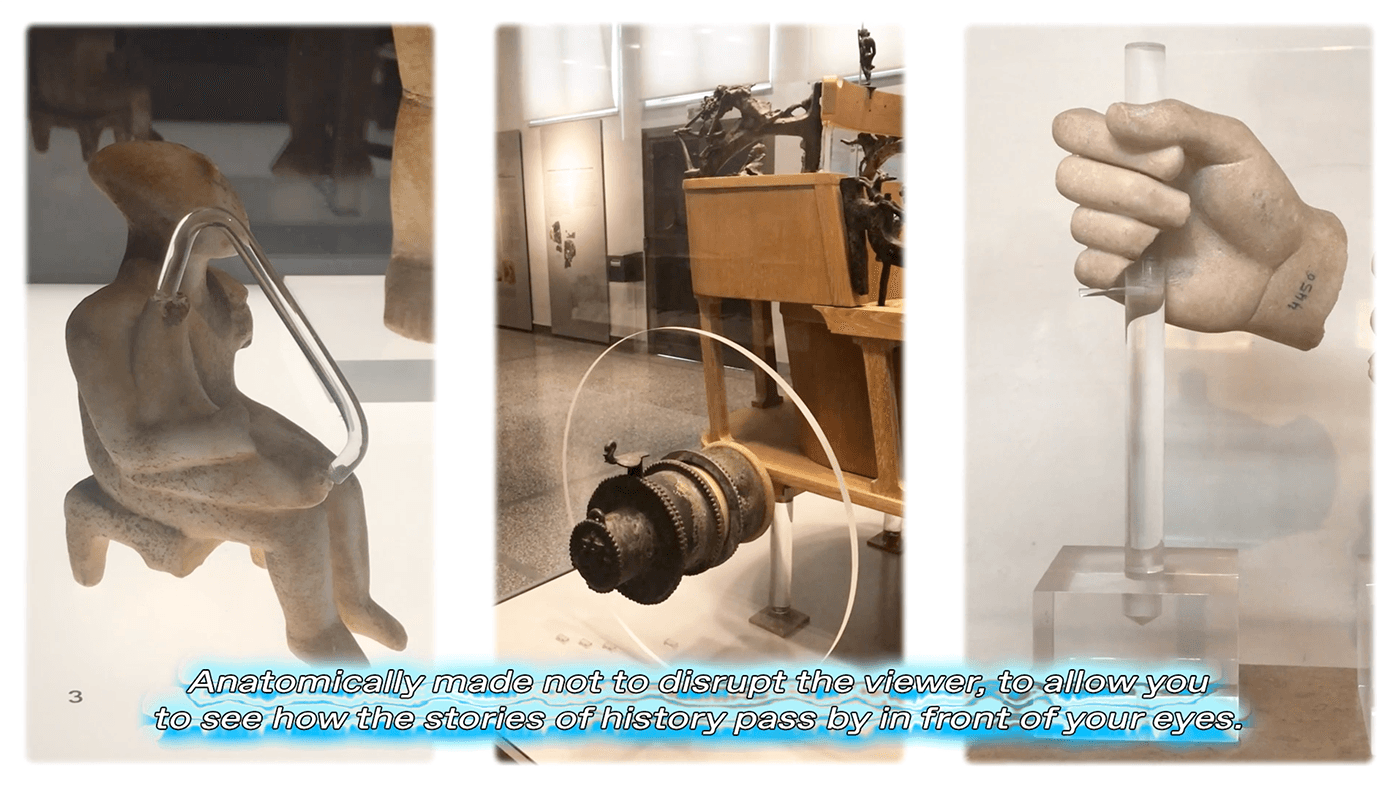 4450
3
Anatomically made not to disrupt the viewer, to allow you
to see how the stories of history pass by in front of your eyes.